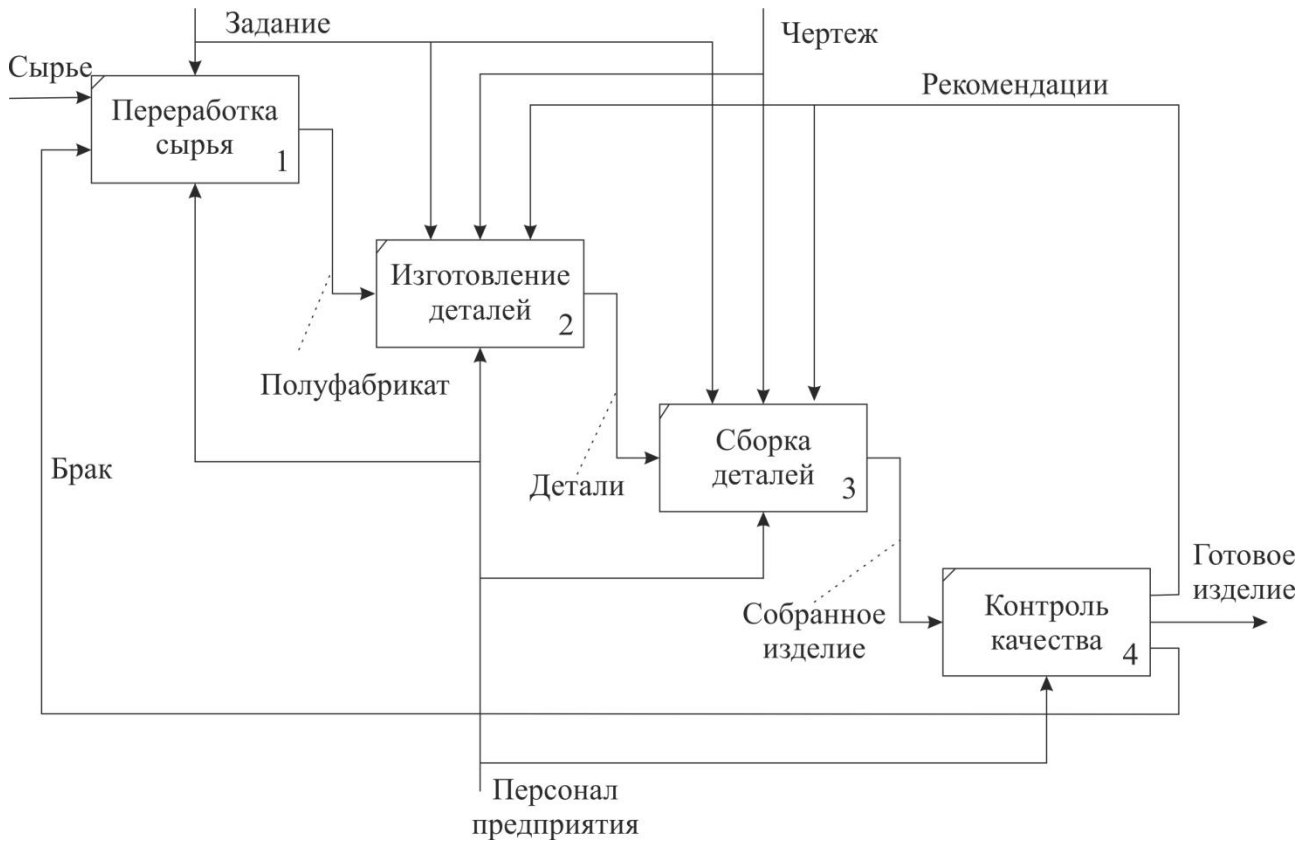 Задание
Чертеж
Сырье
Рекомендации
Переработка
сырья
1
Изготовление
деталей
2
Полуфабрикат
Сборка
деталей
3
Брак
Детали
Готовое
изделие
Собранное
изделие
Контроль
качества
4
Персонал
предприятия